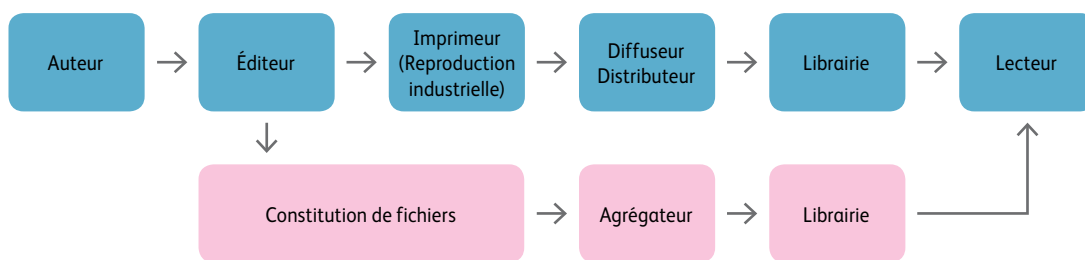 Auteur
Éditeur
Imprimeur
(Reproduction
industrielle)
Diffuseur
Distributeur
Librairie
Lecteur
Constitution de fichiers
Agrégateur
Librairie